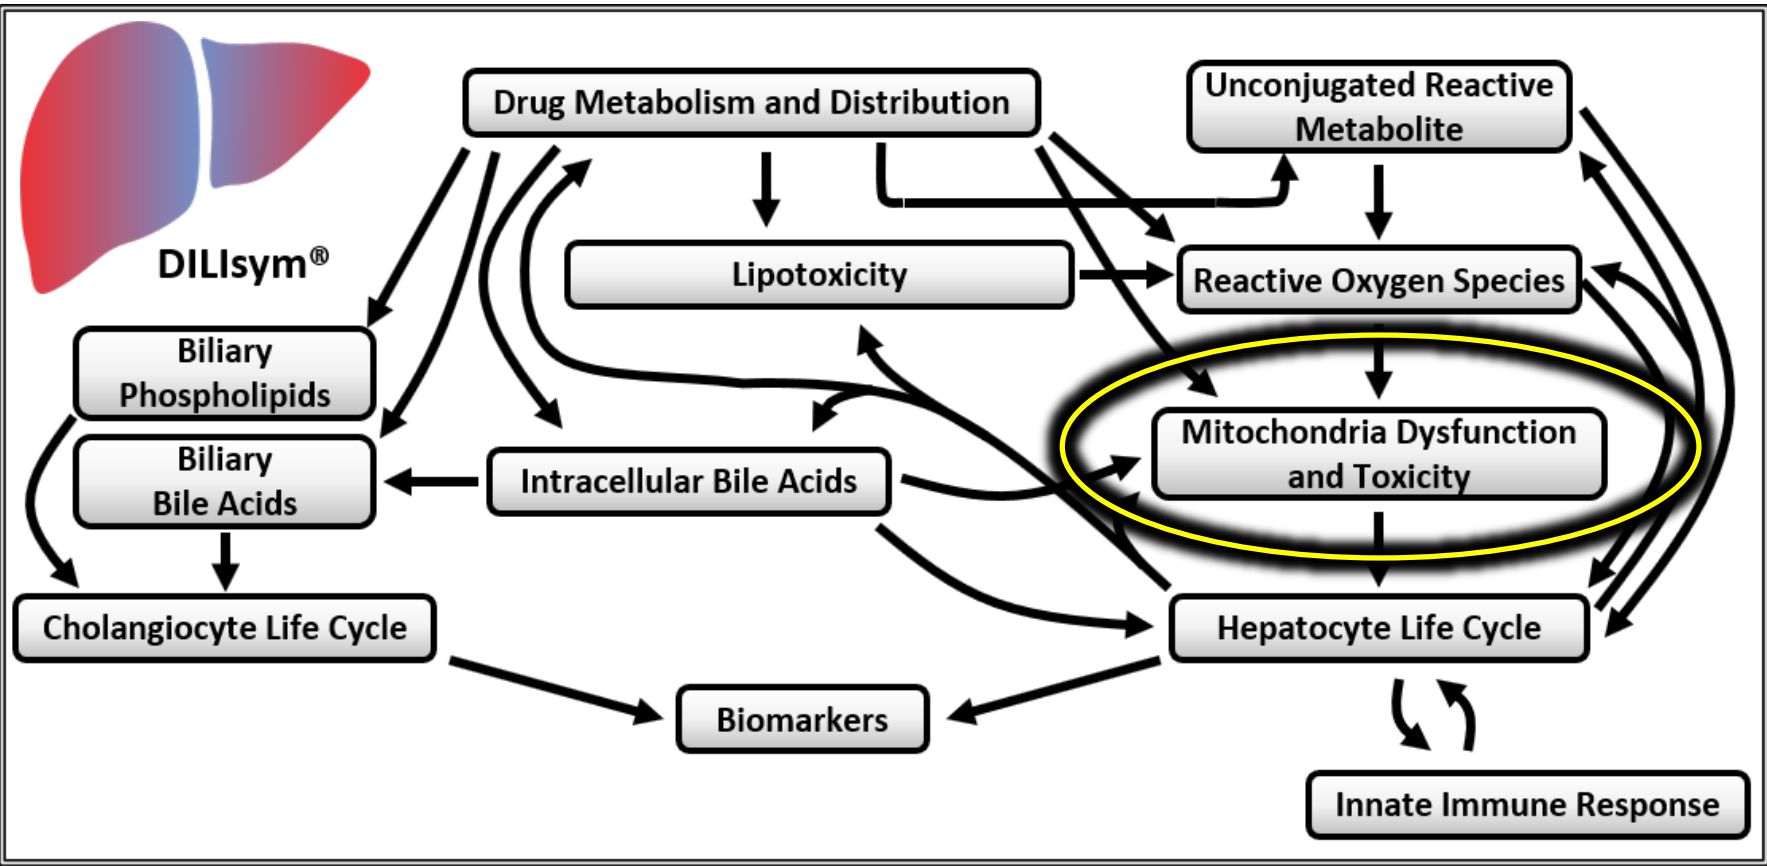 Drug Metabolism and Distribution
Unconjugated Reactive
Metabolite
DILIsym®
Lipotoxicity
Reactive Oxygen Species
Biliary
Phospholipids
Mitochondria Dysfunction
and Toxicity
Biliary
Bile Acids
Intracellular Bile Acids
Cholangiocyte Life Cycle
Hepatocyte Life Cycle
Biomarkers
Innate Immune Response